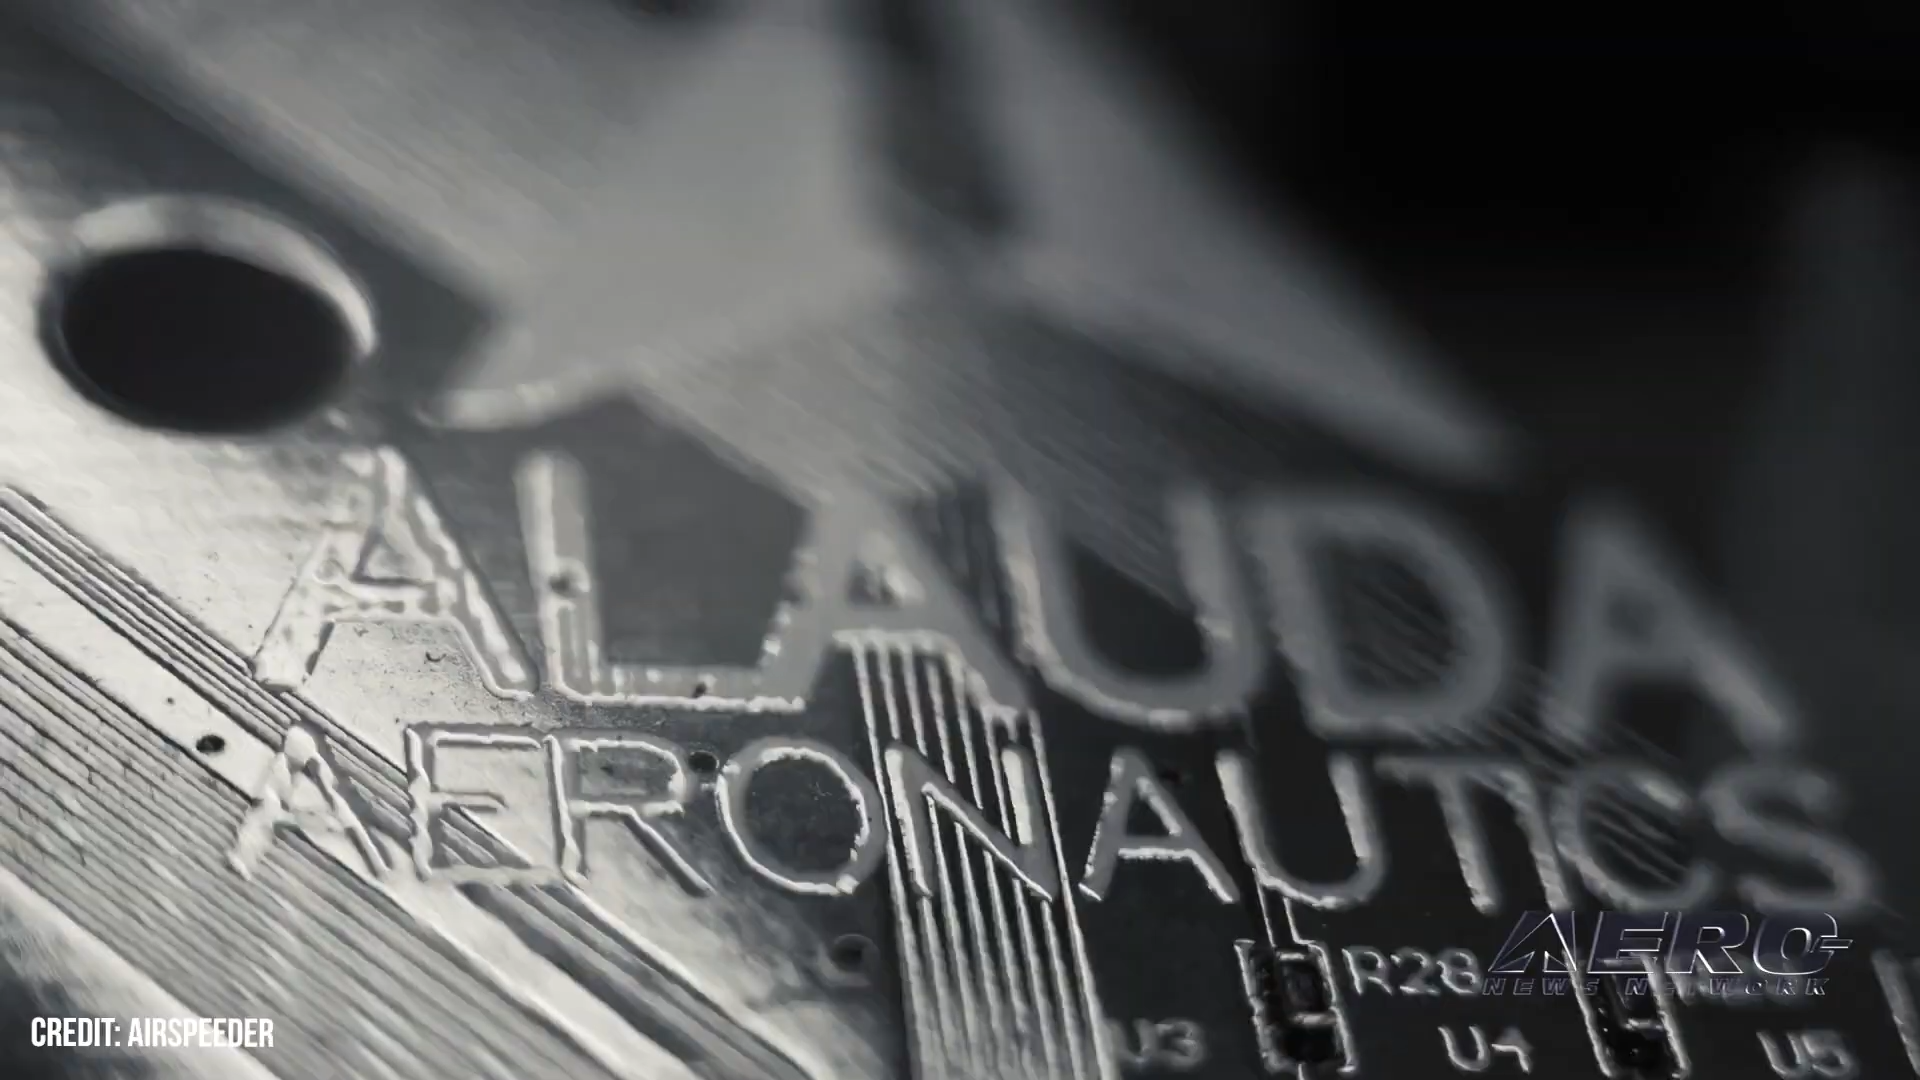 ALAUDA
AERONAUTICS
R28
U3
U4
U5
AERO-
NEWS NETWORK
CREDIT: AIRSPEEDER